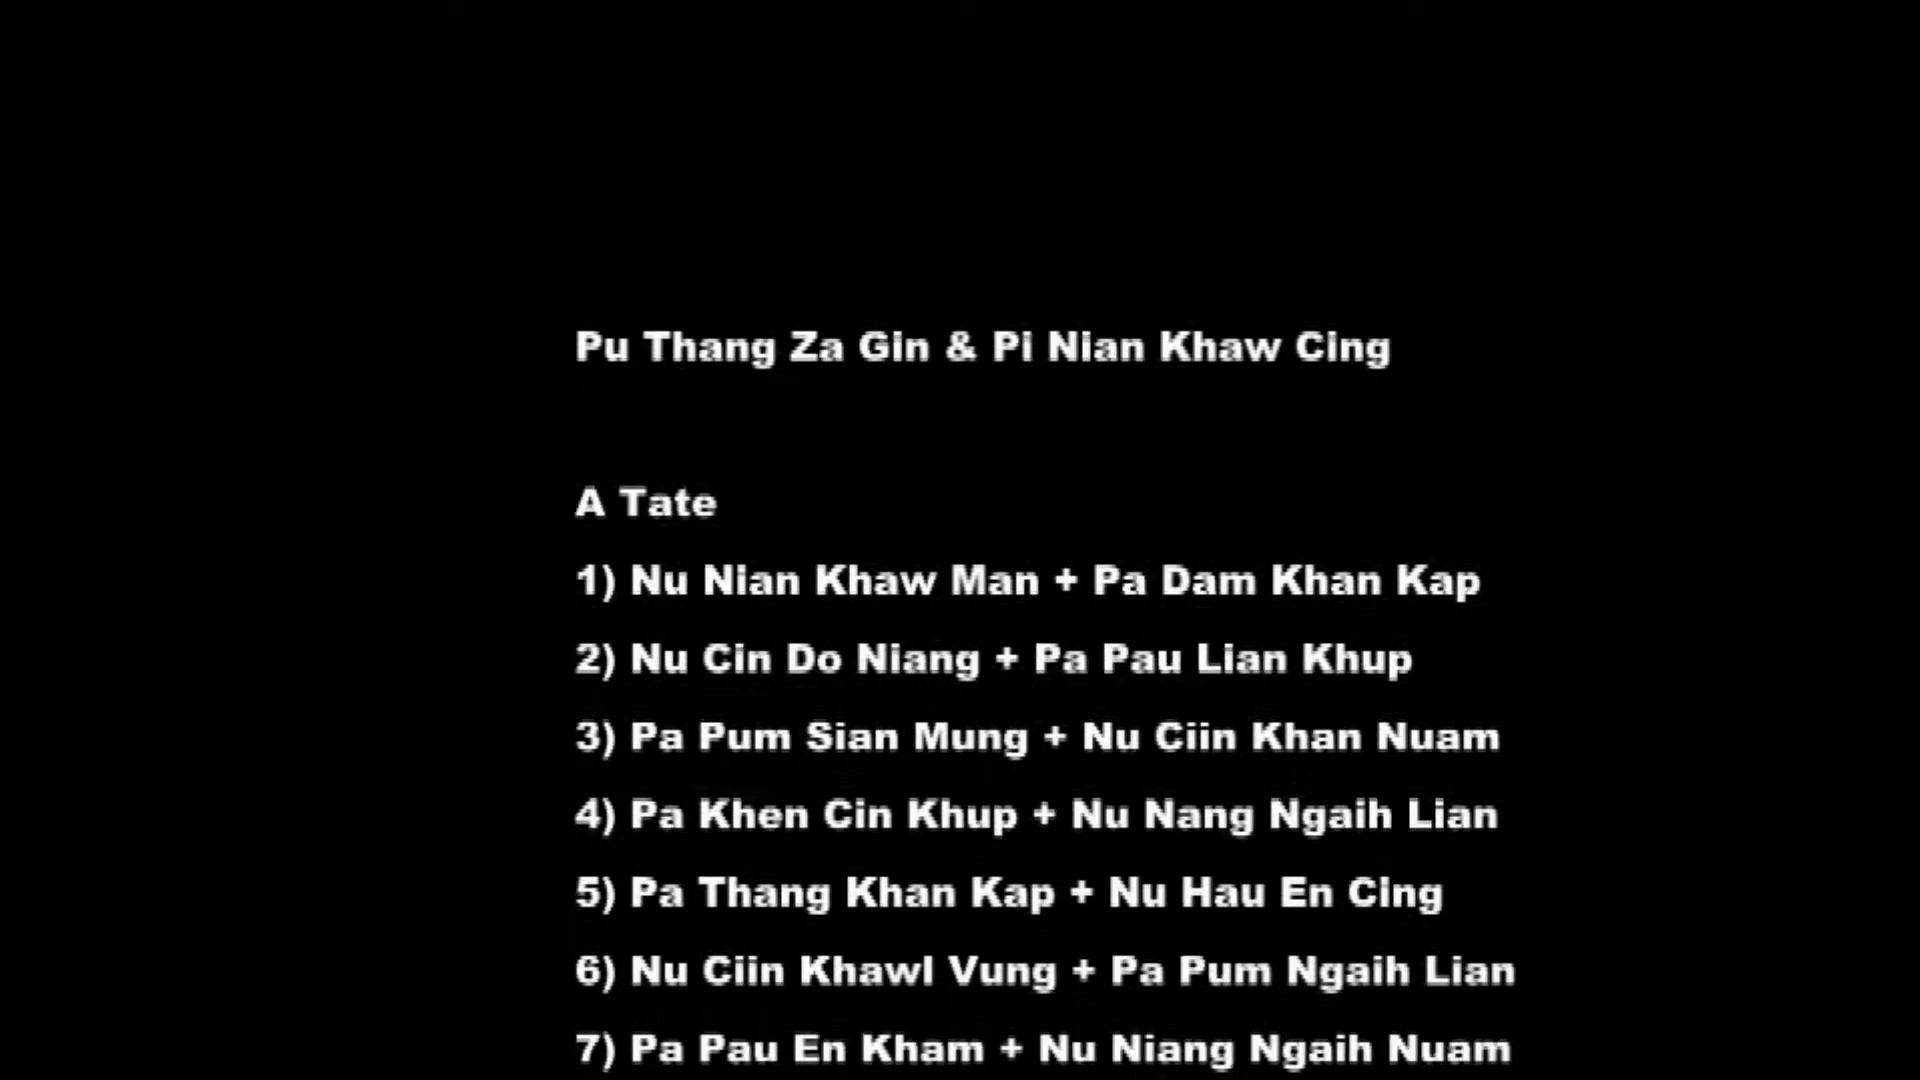 Pu Thang Za Gin & Pi Nian Khaw Cing
A Tate
1) Nu Nian Khaw Man + Pa Dam Khan Kap
2) Nu Cin Do Niang + Pa Pau Lian Khup
3) Pa Pum Sian Mung + Nu Ciin Khan Nuam
4) Pa Khen Cin Khup + Nu Nang Ngaih Lian
5) Pa Thang Khan Kap + Nu Hau En Cing
6) Nu Ciin Khawl Vung + Pa Pum Ngaih Lian
7) Pa Pau En Kham + Nu Niang Ngaih Nuam